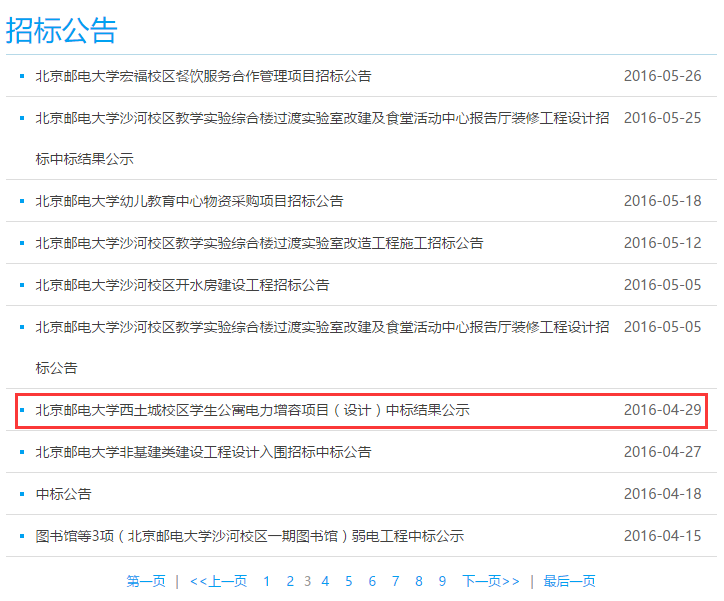 招标公告
北京邮电大学宏福校区餐饮服务合作管理项目招标公告 2016-05-26
北京邮电大学沙河校区教学实验综合楼过渡实验室改建及食堂活动中心报告厅装修工程设计招 2016-05-25
标中标结果公示
北京邮电大学幼儿教育中心物资采购项目招标公告 2016-05-18
北京邮电大学沙河校区教学实验综合楼过渡实验室改造工程施工招标公告 2016-05-12
北京邮电大学沙河校区开水房建设工程招标公告 2016-05-05
北京邮电大学沙河校区教学实验综合楼过渡实验室改建及食堂活动中心报告厅装修工程设计招 2016-05-05
标公告
北京邮电大学西土城校区学生公寓电力增容项目（设计）中标结果公示 2016-04-29
北京邮电大学非基建类建设工程设计入围招标中标公告 2016-04-27
中标公告 2016-04-18
图书馆等3项（北京邮电大学沙河校区一期图书馆）弱电工程中标公示 2016-04-15
第一页 | <<上一页 1 2 3 4 5 6 7 8 9 下一页>> | 最后一页